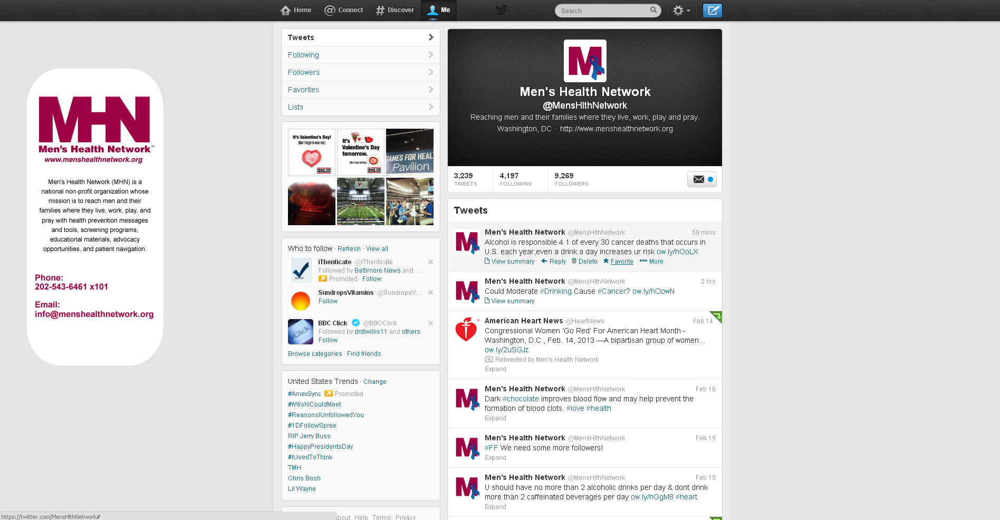 Home
Connect
Discover
Me
Search
MHN
Men's Health Network™
www.menshealthnetwork.org
Men's Health Network (MHN) is a
national non-profit organization whose
mission is to reach men and their
families where they live, work, play, and
pray with health prevention messages
and tools, screening programs,
educational materials, advocacy
opportunities, and patient navigation.
Phone:
202-543-6461 x101
Email:
info@menshealthnetwork.org
Tweets
Following
Followers
Favorites
Lists
It's Valentine's Day!
(Don't forget to wear red.)
It's
Valentine's Day
tomorrow.
(Don't forget anything.)
GAMES FOR HEAL
Pavilion
Who to follow · Refresh · View all
iThenticate @iThenticate
Followed by Baltimore News and ...
Promoted · Follow
SundropsVitamins @SundropsV...
Follow
BBC Click @BBCClick
Click
Followed by drdlwillis11 and others
Follow
Browse categories · Find friends
United States Trends · Change
#AmexSync Promoted
#IWishICouldMeet
#ReasonsIUnfollowedYou
#1DFollowSpree
RIP Jerry Buss
#HappyPresidentsDay
#IUsedToThink
TMH
Chris Bosh
Lil Wayne
About Help Terms Privacy
M
Men's Health Network
@MensHlthNetwork
Reaching men and their families where they live, work, play and pray.
Washington, DC · http://www.menshealthnetwork.org
3,239
TWEETS
4,197
FOLLOWING
9,269
FOLLOWERS
Tweets
Men's Health Network @MensHlthNetwork 59 mins
Alcohol is responsible 4 1 of every 30 cancer deaths that occurs in
U.S. each year,even a drink a day increases ur risk ow.ly/hOoLX
View summary Reply Delete Favorite More
Men's Health Network @MensHlthNetwork 2 hrs
Could Moderate #Drinking Cause #Cancer? ow.ly/hOowN
View summary
American Heart News @HeartNews Feb 14
Congressional Women 'Go Red' For American Heart Month -
Washington, D.C., Feb. 14, 2013 —A bipartisan group of women...
ow.ly/2uSGJz
Retweeted by Men's Health Network
Expand
Men's Health Network @MensHlthNetwork Feb 16
Dark #chocolate improves blood flow and may help prevent the
formation of blood clots. #love #health
Expand
Men's Health Network @MensHlthNetwork Feb 15
#FF We need some more followers!
Expand
Men's Health Network @MensHlthNetwork Feb 15
U should have no more than 2 alcoholic drinks per day & dont drink
more than 2 caffeinated beverages per day ow.ly/hGgM8 #heart
Expand
https://twitter.com/MensHlthNetwork#